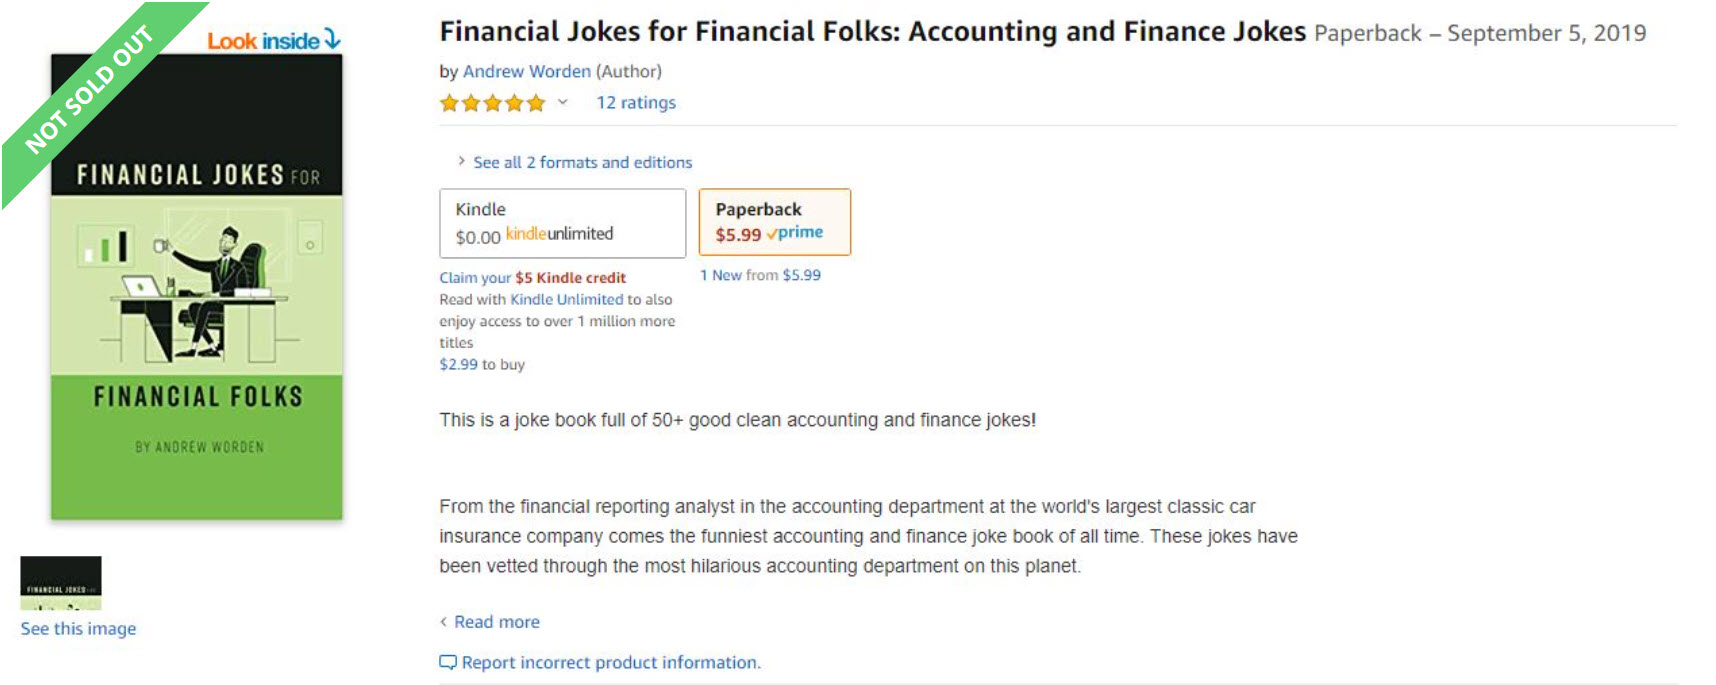 NOT SOLD OUT
Look inside
FINANCIAL JOKES FOR
FINANCIAL FOLKS
BY ANDREW WORDEN
FINANCIAL JOKES FOR
See this image
Financial Jokes for Financial Folks: Accounting and Finance Jokes Paperback – September 5, 2019
by Andrew Worden (Author)
12 ratings
See all 2 formats and editions
Kindle
$0.00 kindleunlimited
Claim your $5 Kindle credit
Read with Kindle Unlimited to also
enjoy access to over 1 million more
titles
$2.99 to buy
Paperback
$5.99 prime
1 New from $5.99
This is a joke book full of 50+ good clean accounting and finance jokes!
From the financial reporting analyst in the accounting department at the world's largest classic car
insurance company comes the funniest accounting and finance joke book of all time. These jokes have
been vetted through the most hilarious accounting department on this planet.
Read more
Report incorrect product information.